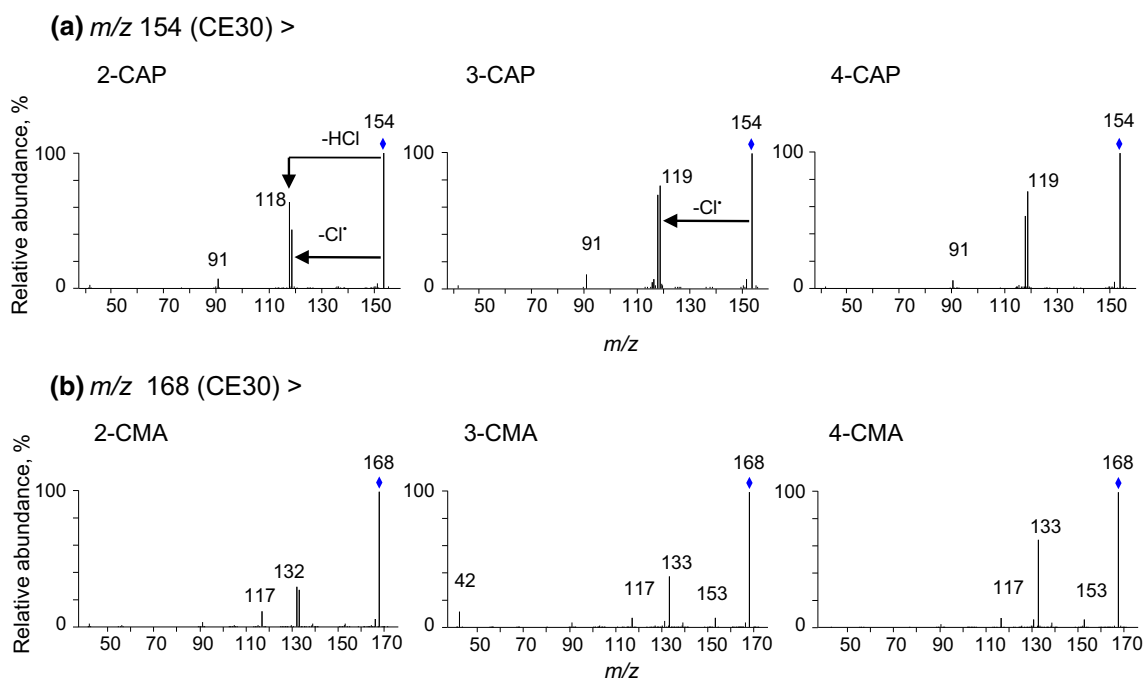 (a) m/z 154 (CE30) >
2-CAP 3-CAP 4-CAP
Relative abundance, %
100
0
154
-HCl
118
-Cl•
91
50 70 90 110 130 150
100
0
154
119
-Cl•
91
50 70 90 110 130 150
100
0
154
119
91
50 70 90 110 130 150
m/z
(b) m/z 168 (CE30) >
2-CMA 3-CMA 4-CMA
Relative abundance, %
100
0
168
132
117
50 70 90 110 130 150 170
100
0
168
133
42
117
153
50 70 90 110 130 150 170
100
0
168
133
117
153
50 70 90 110 130 150 170
m/z